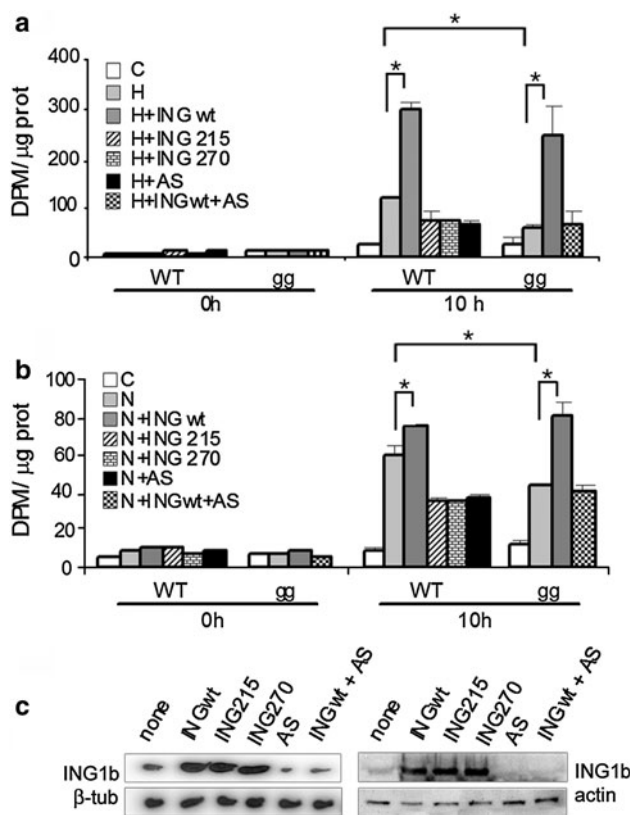 a
*
400
300
200
100
0
DPM/ µg prot
C
H
H+ING wt
H+ING 215
H+ING 270
H+AS
H+INGwt+AS
* *
WT gg WT gg
0h 10 h
b
*
100
80
60
40
20
0
DPM/ µg prot
C
N
N+ING wt
N+ING 215
N+ING 270
N+AS
N+INGwt+AS
* *
WT gg WT gg
0h 10h
c
none INGwt ING215 ING270 AS INGwt + AS none INGwt ING215 ING270 AS INGwt + AS
ING1b ING1b
β-tub actin